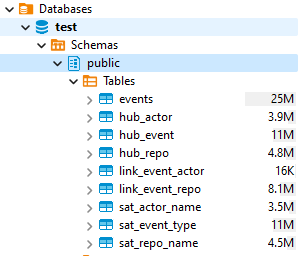 Databases
test
Schemas
public
Tables
events 25M
hub_actor 3.9M
hub_event 11M
hub_repo 4.8M
link_event_actor 16K
link_event_repo 8.1M
sat_actor_name 3.5M
sat_event_type 11M
sat_repo_name 4.5M